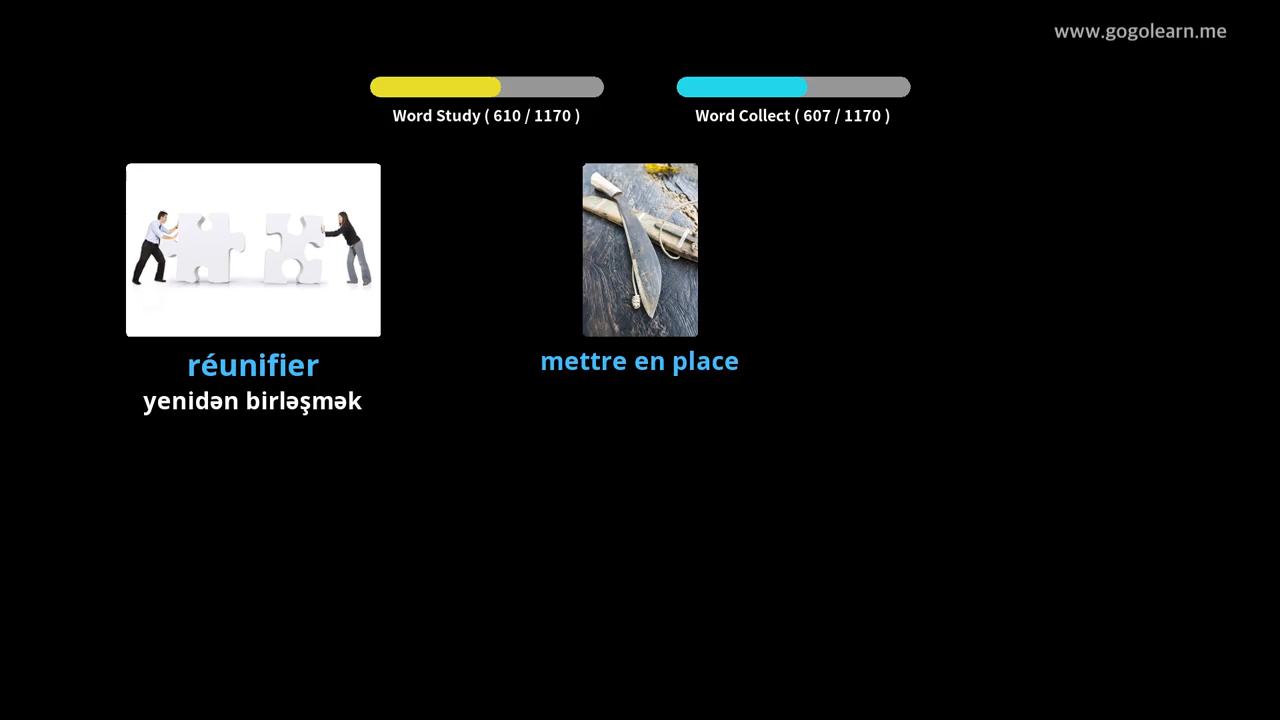 www.gogolearn.me
Word Study ( 610 / 1170 )
Word Collect ( 607 / 1170 )
réunifier
yenidən birləşmək
mettre en place